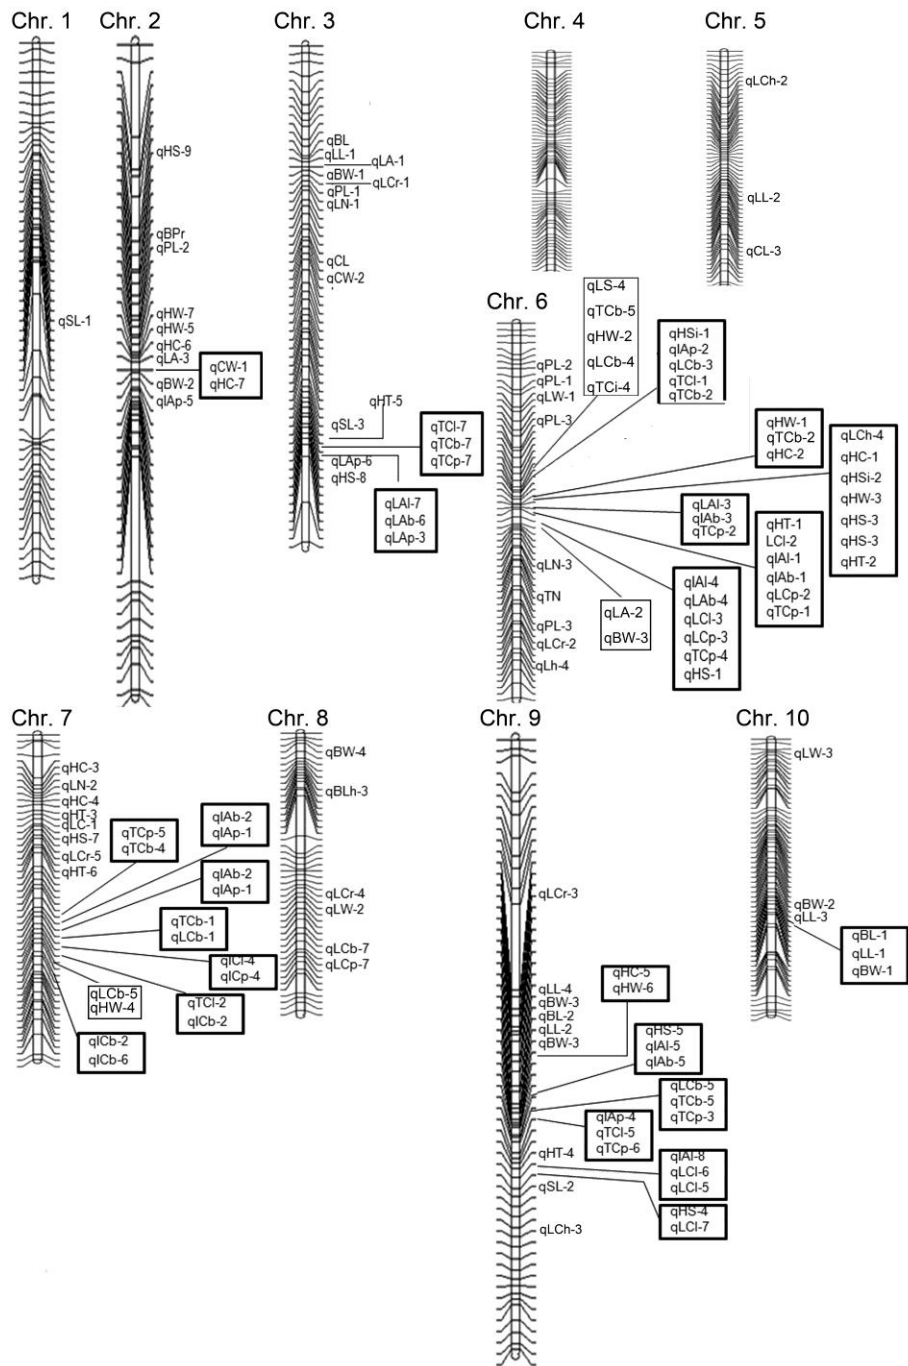 Chr. 1
qSL-1
Chr. 2
qHS-9
qBPr
qPL-2
qHW-7
qHW-5
qHC-6
qLA-3
qCW-1
qHC-7
qBW-2
qIAp-5
Chr. 3
qBL
qLL-1
qLA-1
qBW-1
qLCr-1
qPL-1
qLN-1
qCL
qCW-2
qHT-5
qSL-3
qTCl-7
qTCb-7
qTCp-7
qLAp-6
qHS-8
qLAl-7
qLAb-6
qLAp-3
Chr. 4
Chr. 5
qLCh-2
qLL-2
qCL-3
Chr. 6
qLS-4
qTCb-5
qHW-2
qLCb-4
qTCi-4
qHSi-1
qIAp-2
qLCb-3
qTCl-1
qTCb-2
qPL-2
qPL-1
qLW-1
qPL-3
qHW-1
qTCb-2
qHC-2
qLCh-4
qHC-1
qHSi-2
qHW-3
qHS-3
qHS-3
qHT-2
qLAl-3
qIAb-3
qTCp-2
qHT-1
LCl-2
qIAl-1
qIAb-1
qLCp-2
qTCp-1
qIAl-4
qLAb-4
qLCl-3
qLCp-3
qTCp-4
qHS-1
qLA-2
qBW-3
qLN-3
qTN
qPL-3
qLCr-2
qLh-4
Chr. 7
qHC-3
qLN-2
qHC-4
qHT-3
qLC-1
qHS-7
qLCr-5
qHT-6
qTCp-5
qTCb-4
qIAb-2
qIAp-1
qIAb-2
qIAp-1
qTCb-1
qLCb-1
qICl-4
qICp-4
qLCb-5
qHW-4
qTCl-2
qICb-2
qICb-2
qICb-6
Chr. 8
qBW-4
qBLh-3
qLCr-4
qLW-2
qLCb-7
qLCp-7
Chr. 9
qLCr-3
qLL-4
qBW-3
qBL-2
qLL-2
qBW-3
qHC-5
qHW-6
qHS-5
qIAl-5
qIAb-5
qLCb-5
qTCb-5
qTCp-3
qIAp-4
qTCl-5
qTCp-6
qHT-4
qIAl-8
qLCl-6
qLCl-5
qSL-2
qHS-4
qLCl-7
qLCh-3
Chr. 10
qLW-3
qBW-2
qLL-3
qBL-1
qLL-1
qBW-1